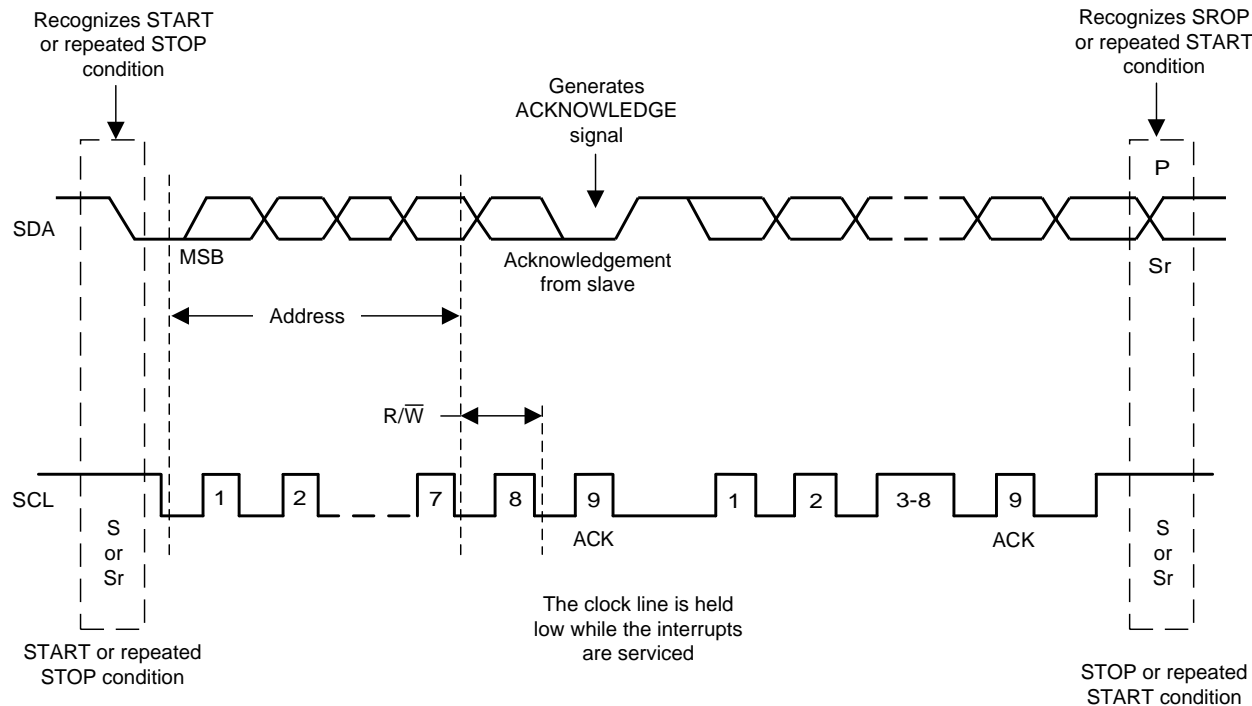 Recognizes START
or repeated STOP
condition
Recognizes SROP
or repeated START
condition
Generates
ACKNOWLEDGE
signal
P
SDA
MSB
Acknowledgement
from slave
Sr
Address
R/W̅
SCL
1
2
7
8
9
1
2
3-8
9
ACK
ACK
S
or
Sr
S
or
Sr
The clock line is held
low while the interrupts
are serviced
START or repeated
STOP condition
STOP or repeated
START condition